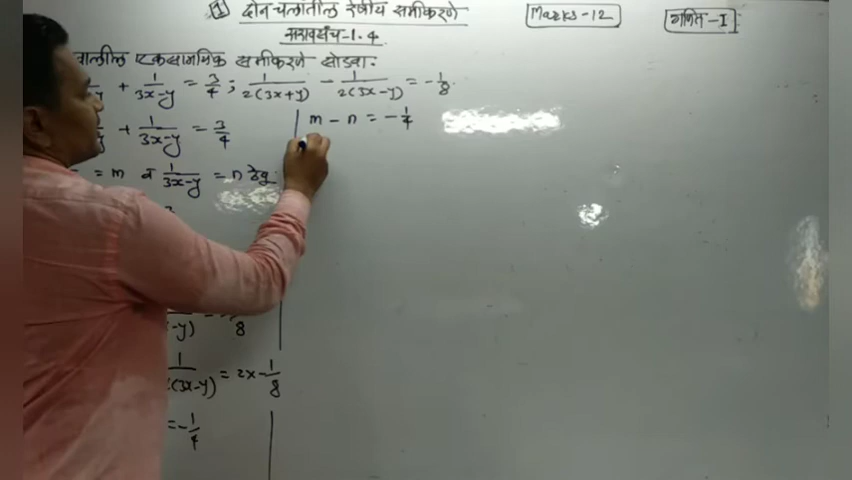 ① दोन चलांतील रेषीय समीकरणे
Marks-12
गणित-I
सरावसंच-1.4
एकसामयिक समीकरणे सोडवा.
+ 1/(3x-y) = 3/4 ; 1/(2(3x+y)) - 1/(2(3x-y)) = -1/8
+ 1/(3x-y) = 3/4
= m व 1/(3x-y) = n ठेवू.
8
1/(2(3x-y)) = 2x-1/8
= -1/4
m - n = -1/4